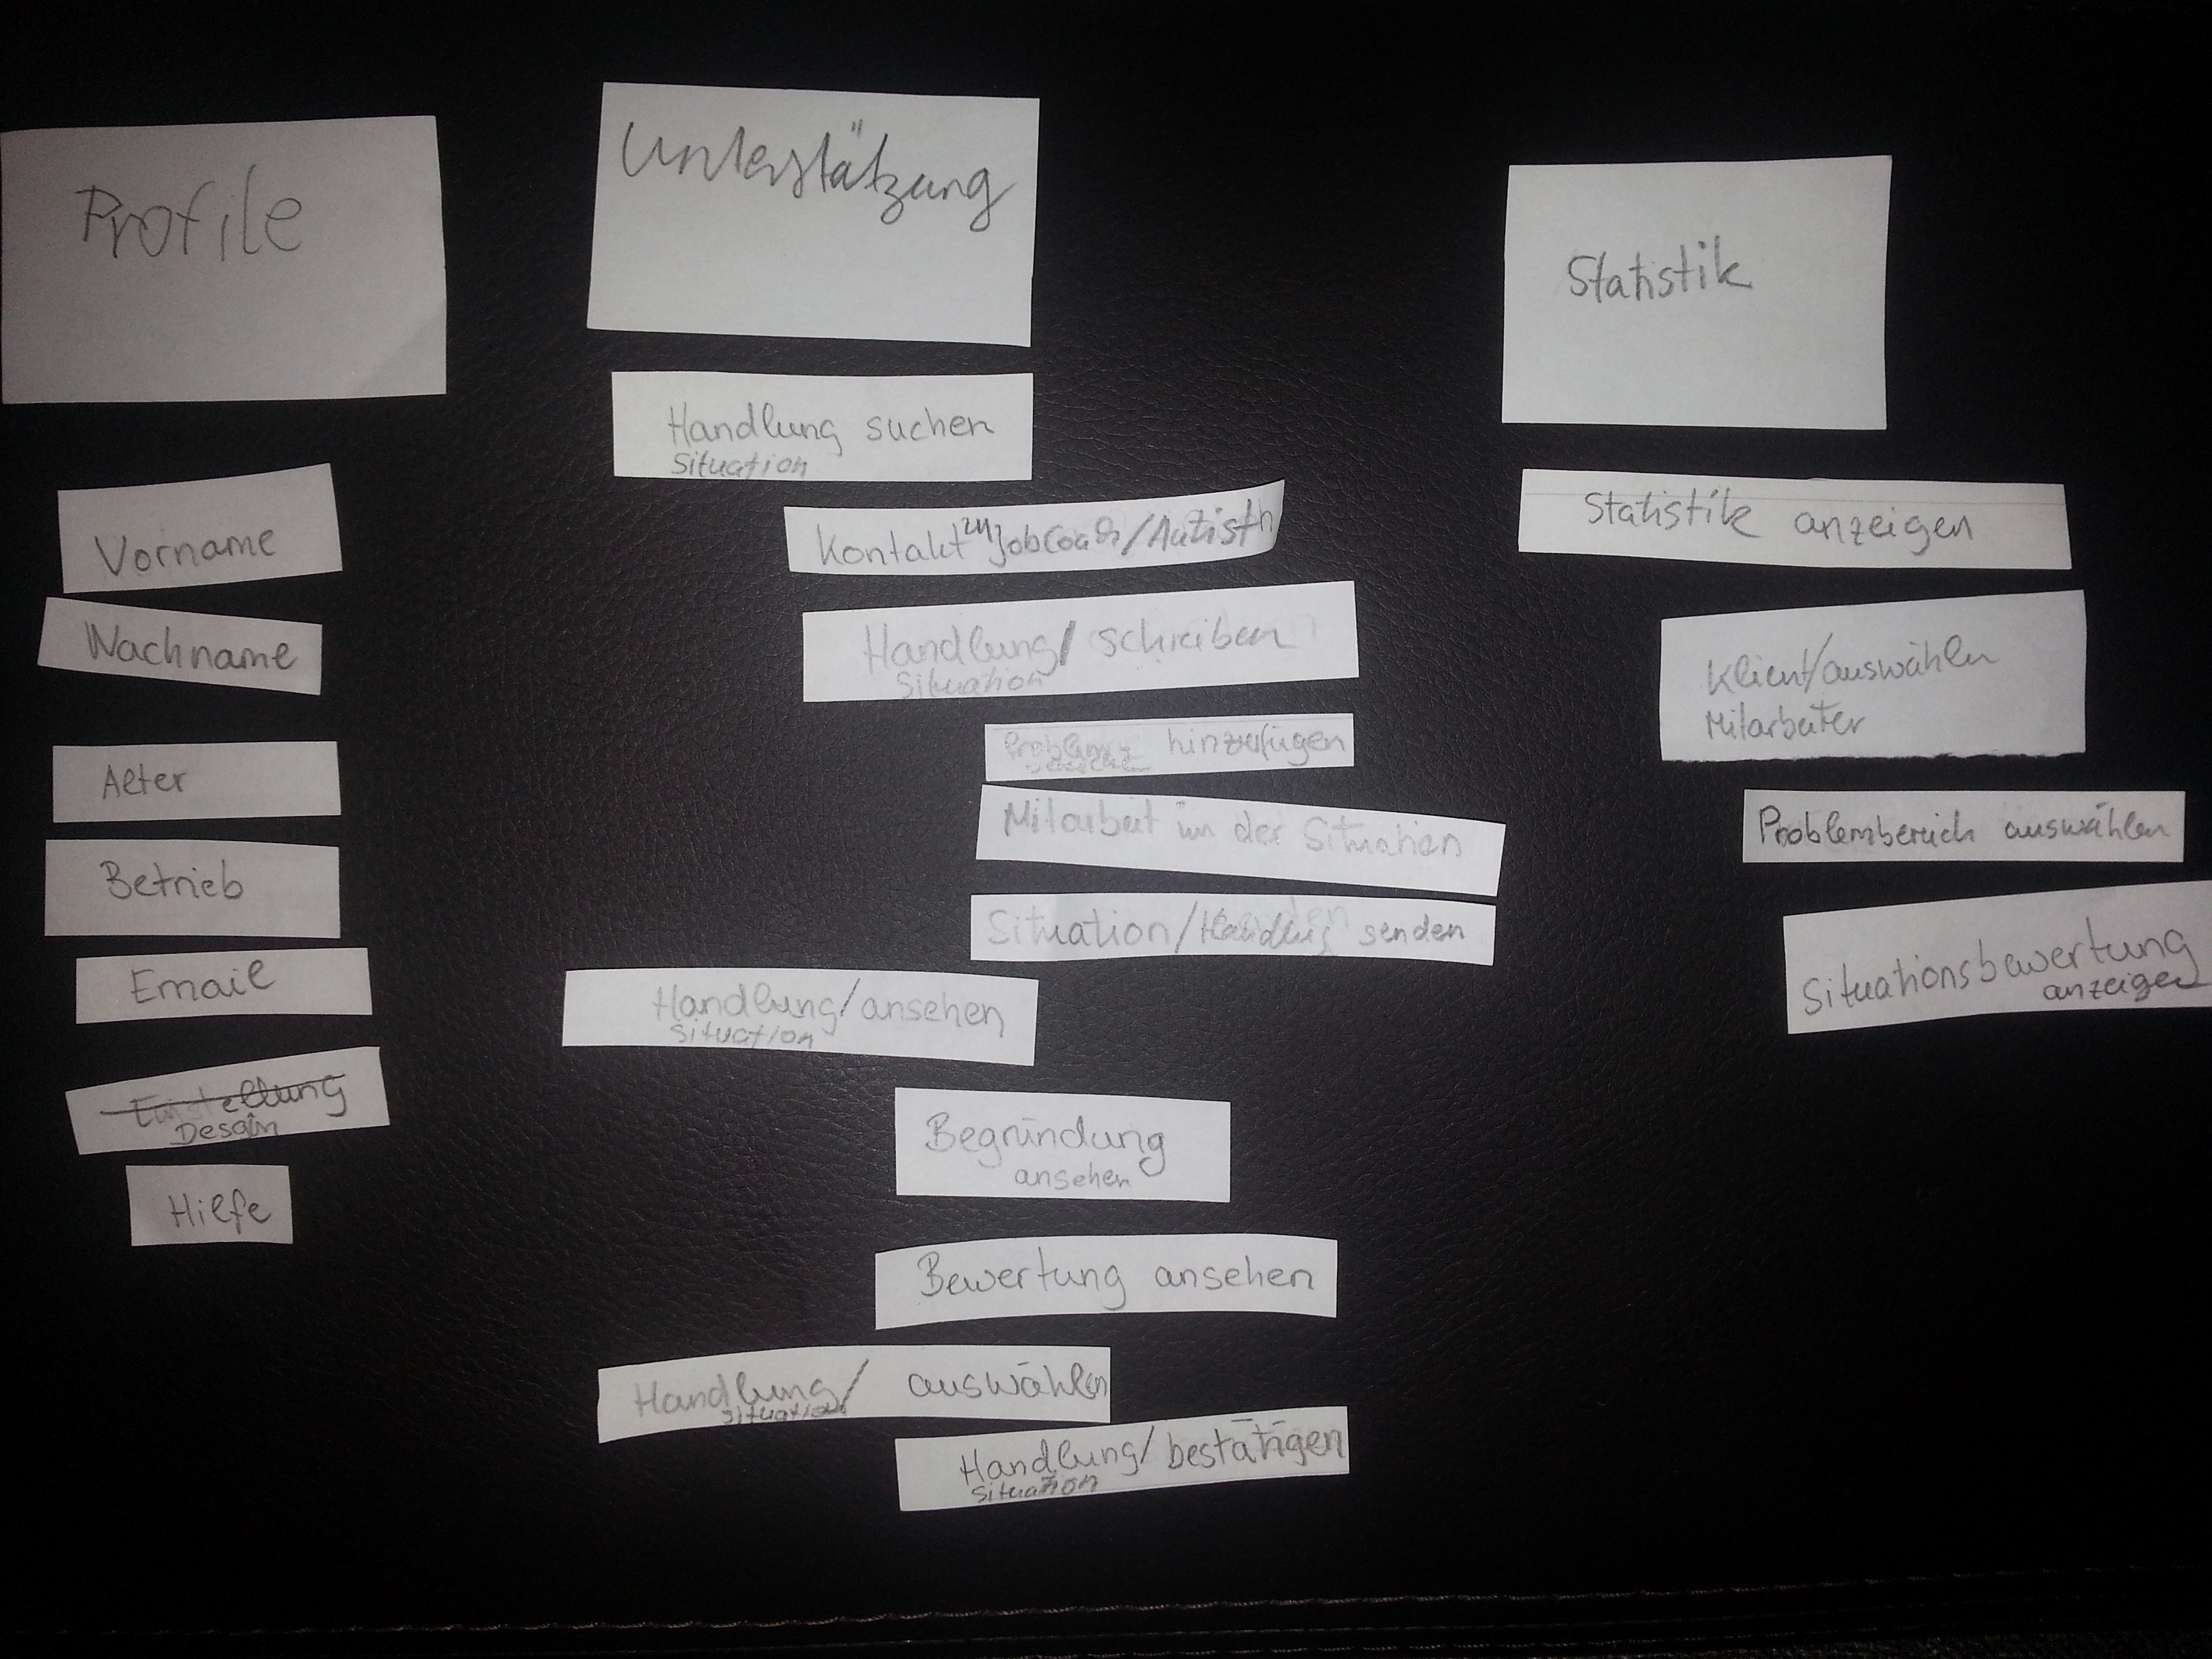 Profile
Vorname
Nachname
Alter
Betrieb
Email
Einstellung
Design
Hilfe
Unterstützung
Handlung suchen
Situation
Kontakt zu JobCoach/Autisten
Handlung/ schreiben
Situation
Problem- hinzufügen
bereiche
Mitarbeit in der Situation
Situation/Handlung senden
Handlung/ansehen
Situation
Begründung
ansehen
Bewertung ansehen
Handlung/ auswählen
Situation
Handlung/bestätigen
Situation
Statistik
Statistik anzeigen
Klient/auswählen
Mitarbeiter
Problembereich auswählen
Situationsbewertung
anzeigen